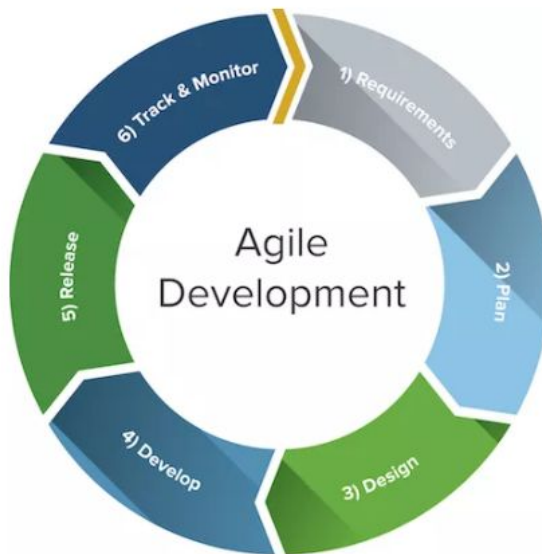 Agile
Development
1) Requirements
2) Plan
3) Design
4) Develop
5) Release
6) Track & Monitor